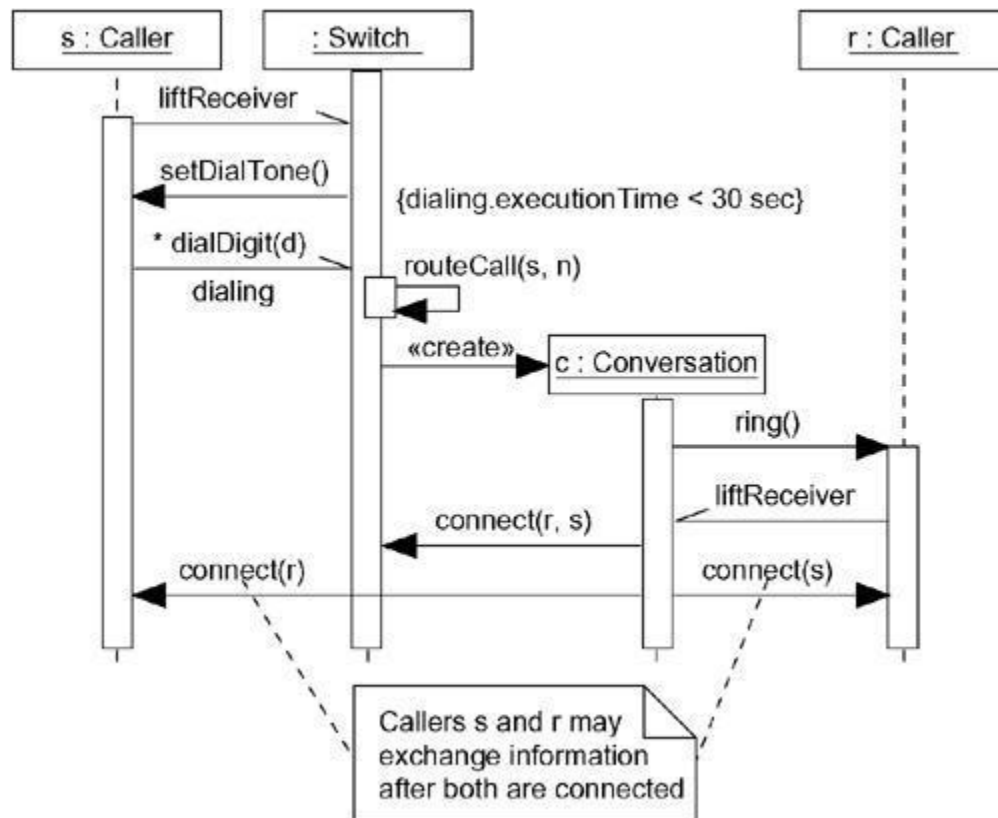 s : Caller
: Switch
r : Caller
liftReceiver
setDialTone()
{dialing.executionTime < 30 sec}
* dialDigit(d)
dialing
routeCall(s, n)
«create»
c : Conversation
ring()
liftReceiver
connect(r, s)
connect(r)
connect(s)
Callers s and r may
exchange information
after both are connected